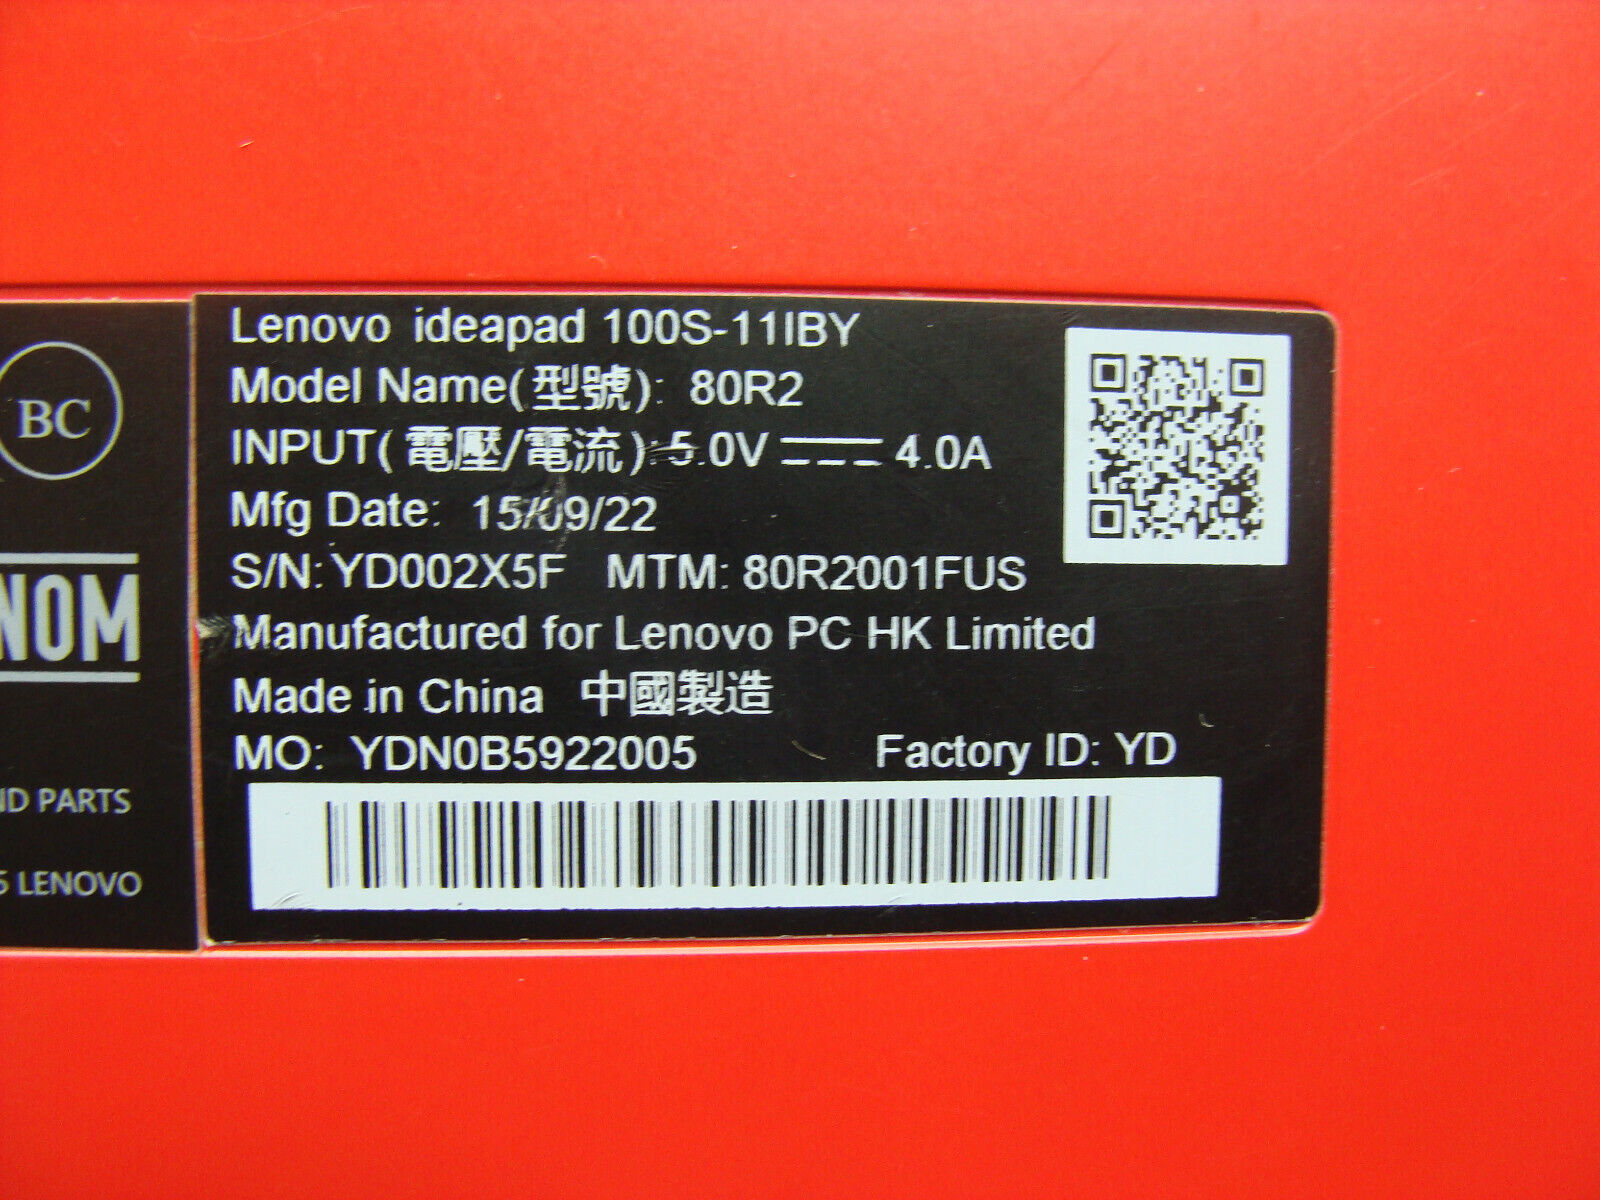 Lenovo ideapad 100S-11IBY
Model Name(型號): 80R2
INPUT(電壓/電流): 5.0V 4.0A
Mfg Date: 15/09/22
S/N: YD002X5F MTM: 80R2001FUS
Manufactured for Lenovo PC HK Limited
Made in China 中國製造
MO: YDN0B5922005 Factory ID: YD
BC
NOM
PARTS
LENOVO